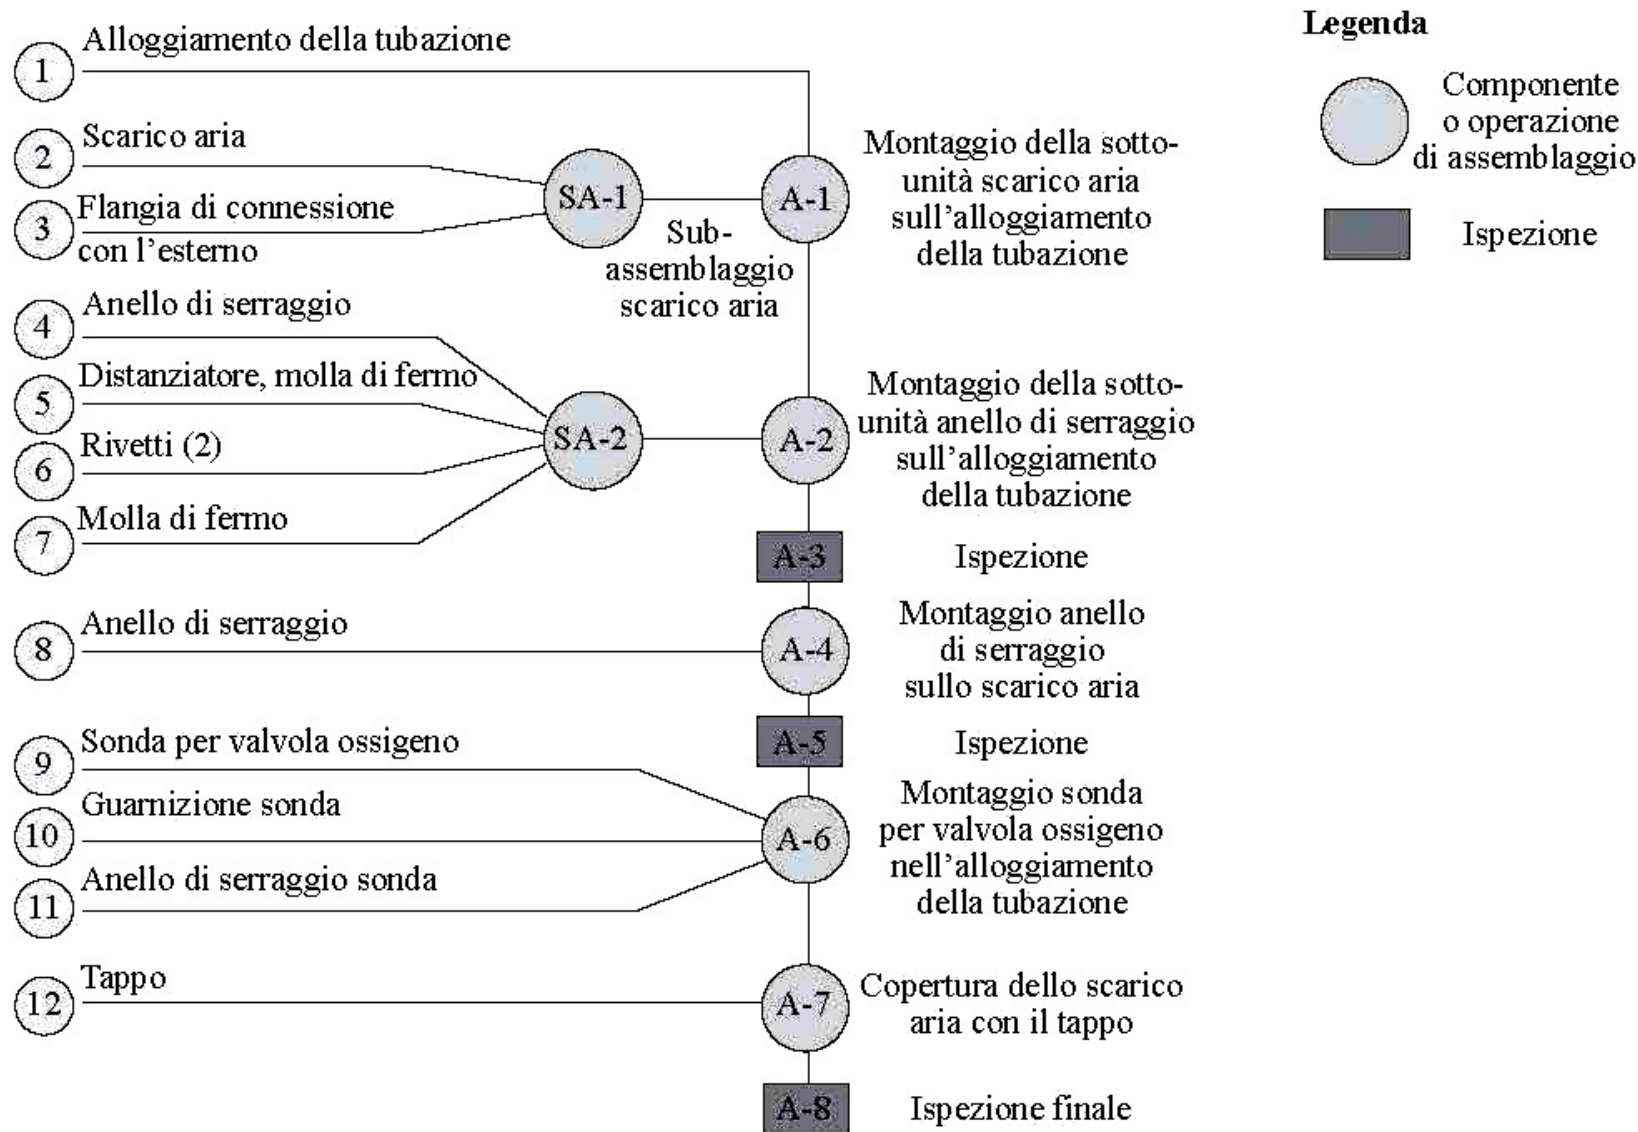 Legenda
Componente
o operazione
di assemblaggio
Ispezione
1
Alloggiamento della tubazione
2
Scarico aria
3
Flangia di connessione
con l'esterno
SA-1
Sub-
assemblaggio
scarico aria
A-1
Montaggio della sotto-
unità scarico aria
sull'alloggiamento
della tubazione
4
Anello di serraggio
5
Distanziatore, molla di fermo
6
Rivetti (2)
7
Molla di fermo
SA-2
A-2
Montaggio della sotto-
unità anello di serraggio
sull'alloggiamento
della tubazione
A-3
Ispezione
8
Anello di serraggio
A-4
Montaggio anello
di serraggio
sullo scarico aria
A-5
Ispezione
9
Sonda per valvola ossigeno
10
Guarnizione sonda
11
Anello di serraggio sonda
A-6
Montaggio sonda
per valvola ossigeno
nell'alloggiamento
della tubazione
12
Tappo
A-7
Copertura dello scarico
aria con il tappo
A-8
Ispezione finale